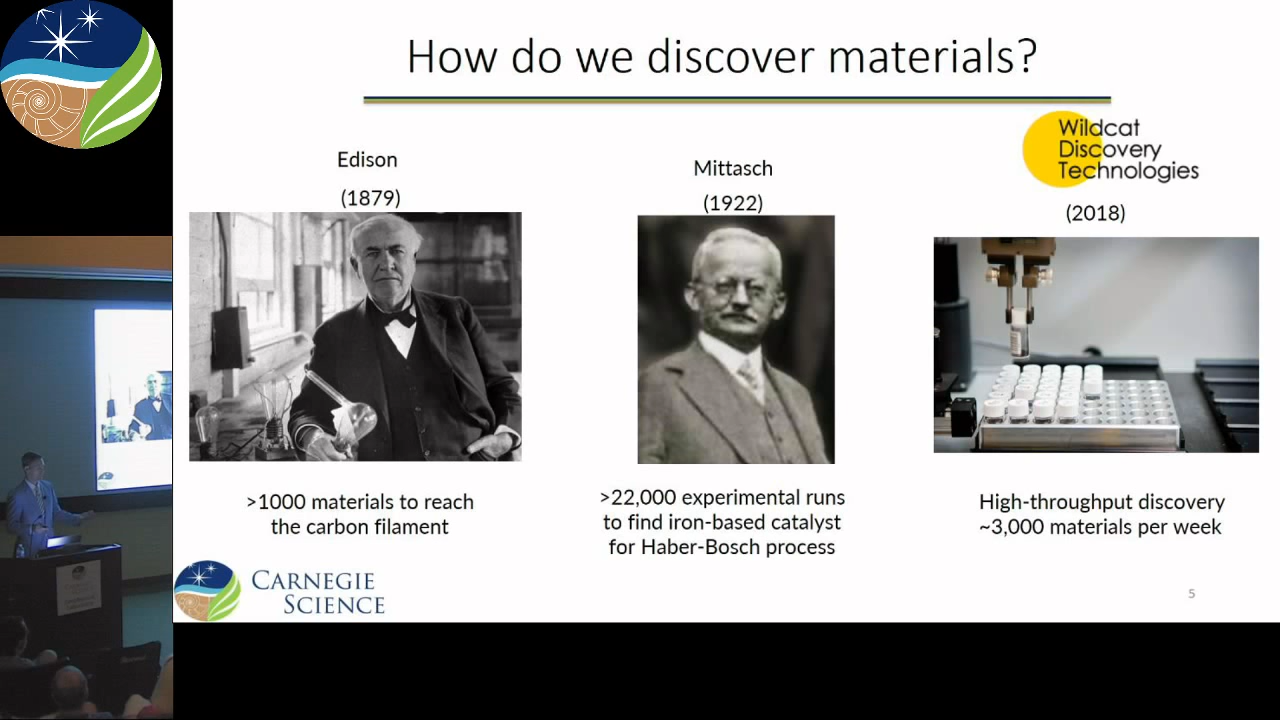 How do we discover materials?
Edison
(1879)
Mittasch
(1922)
Wildcat
Discovery
Technologies
(2018)
>1000 materials to reach
the carbon filament
>22,000 experimental runs
to find iron-based catalyst
for Haber-Bosch process
High-throughput discovery
~3,000 materials per week
CARNEGIE
SCIENCE
5